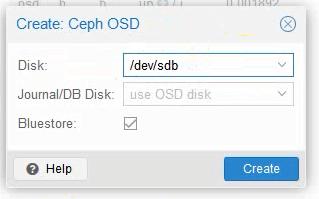 Create: Ceph OSD
Disk: /dev/sdb
Journal/DB Disk: use OSD disk
Bluestore:
Help Create